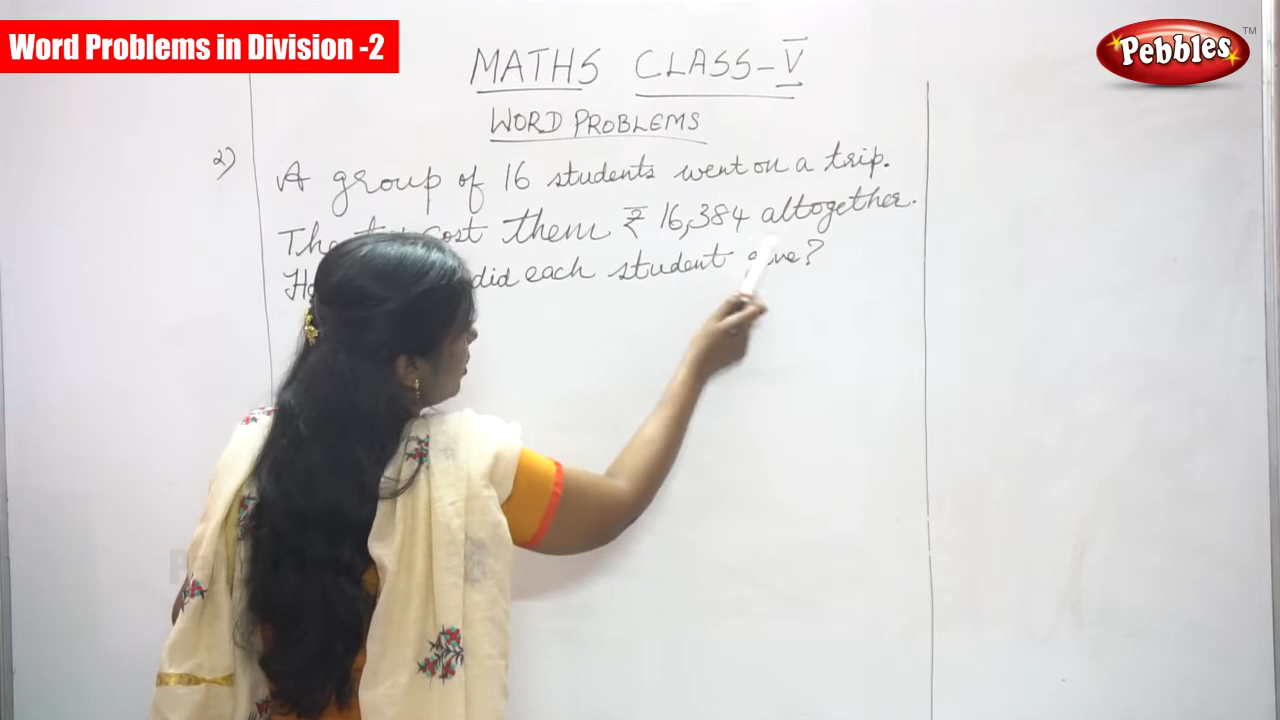 Word Problems in Division -2
Pebbles TM
MATHS CLASS-V
WORD PROBLEMS
2)
A group of 16 students went on a trip.
cost them ₹ 16,384 altogether.
did each student give?